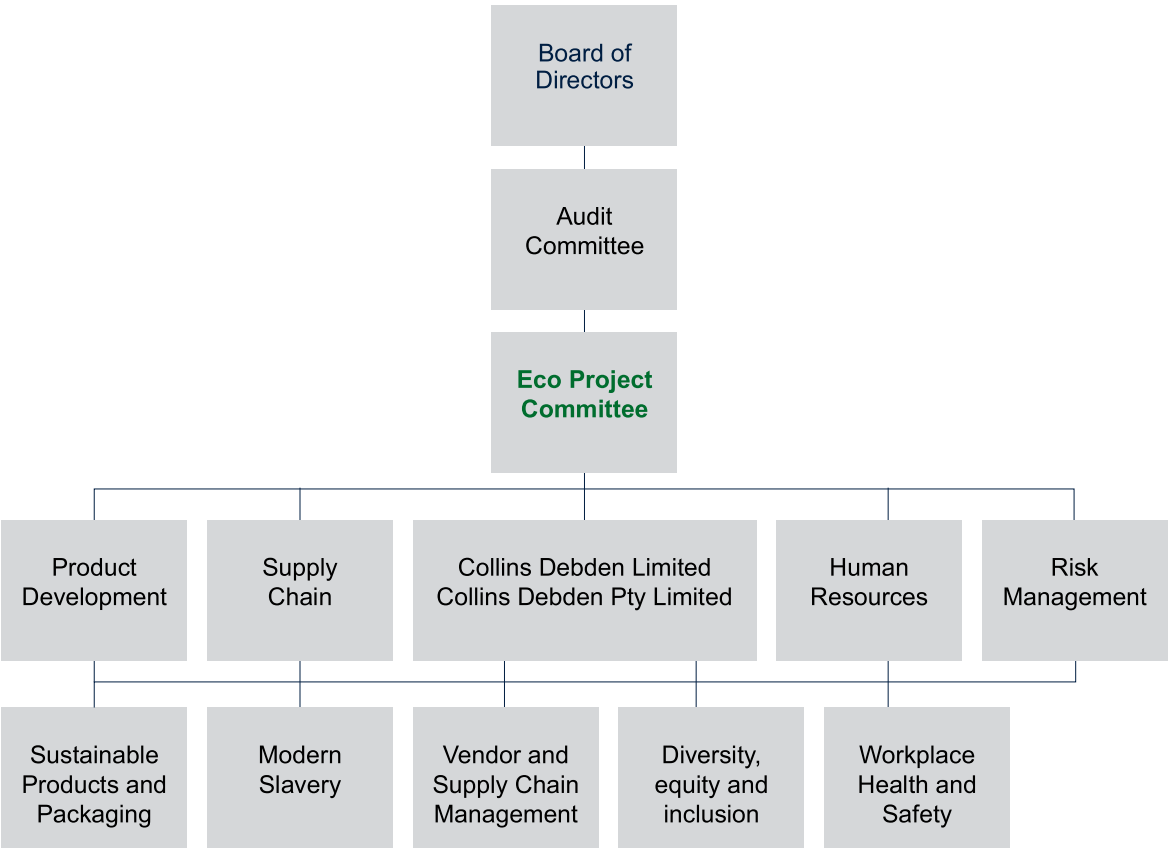 Board of
Directors
Audit
Committee
Eco Project
Committee
Product
Development
Supply
Chain
Collins Debden Limited
Collins Debden Pty Limited
Human
Resources
Risk
Management
Sustainable
Products and
Packaging
Modern
Slavery
Vendor and
Supply Chain
Management
Diversity,
equity and
inclusion
Workplace
Health and
Safety